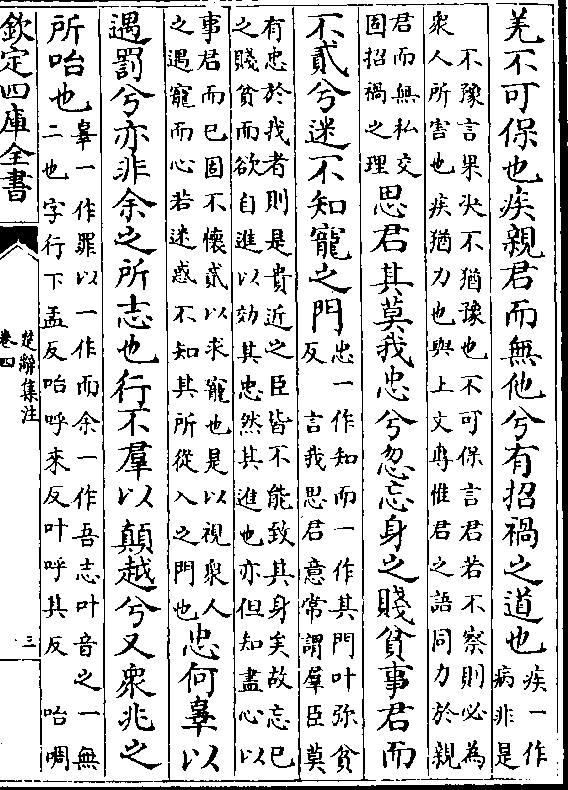 羌不可保也疾親君而無他兮有招禍之道也疾一作
病非是
不豫言果决不猶豫也不可保言君若不察則必為
衆人所害也疾猶力也與上文專惟君之語同力於親
君而無私交
固招禍之理
思君其莫我忠兮忽忘身之賤貧事君而
不貳兮迷不知寵之門忠一作知而一作其門叶弥貧
反 言我思君意常謂羣臣莫
有忠於我者則是貴近之臣皆不能致其身矣故忘已
之賤貧而欲自進以効其忠然其進也亦但知盡心以
事君而已固不懷貳以求寵也是以視衆人
之遇寵而心若迷惑不知其所從入之門也
忠何辠以
遇罰兮亦非余之所志也行不羣以顛越兮又衆兆之
所咍也辠一作罪以一作而余一作吾志叶音之一無
二也字行下孟反咍呼來反叶呼其反 咍啁
欽定四庫全書
楚辭集注
卷四
三